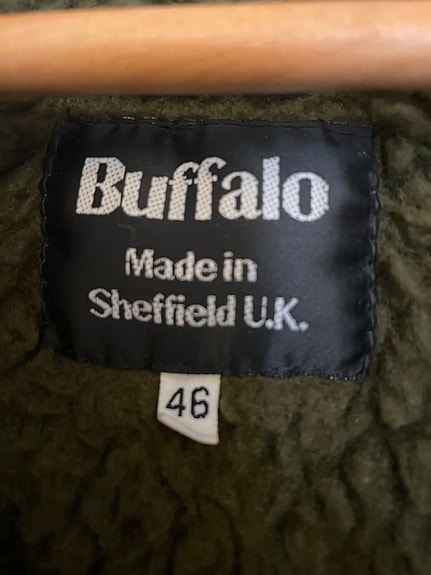 Buffalo
Made in
Sheffield U.K.
46